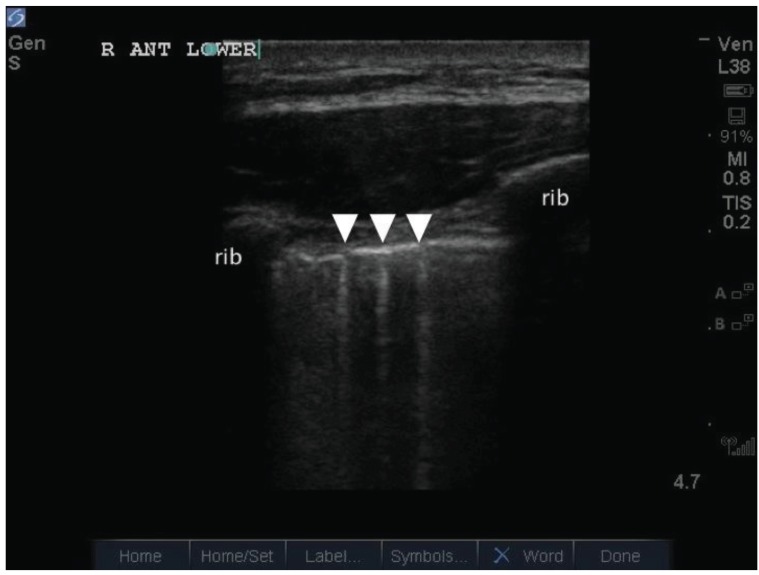 Gen
S
R ANT LOWER
Ven
L38
91%
MI
0.8
TIS
0.2
rib
rib
A
B
4.7
Home
Home/Set
Label...
Symbols...
X Word
Done